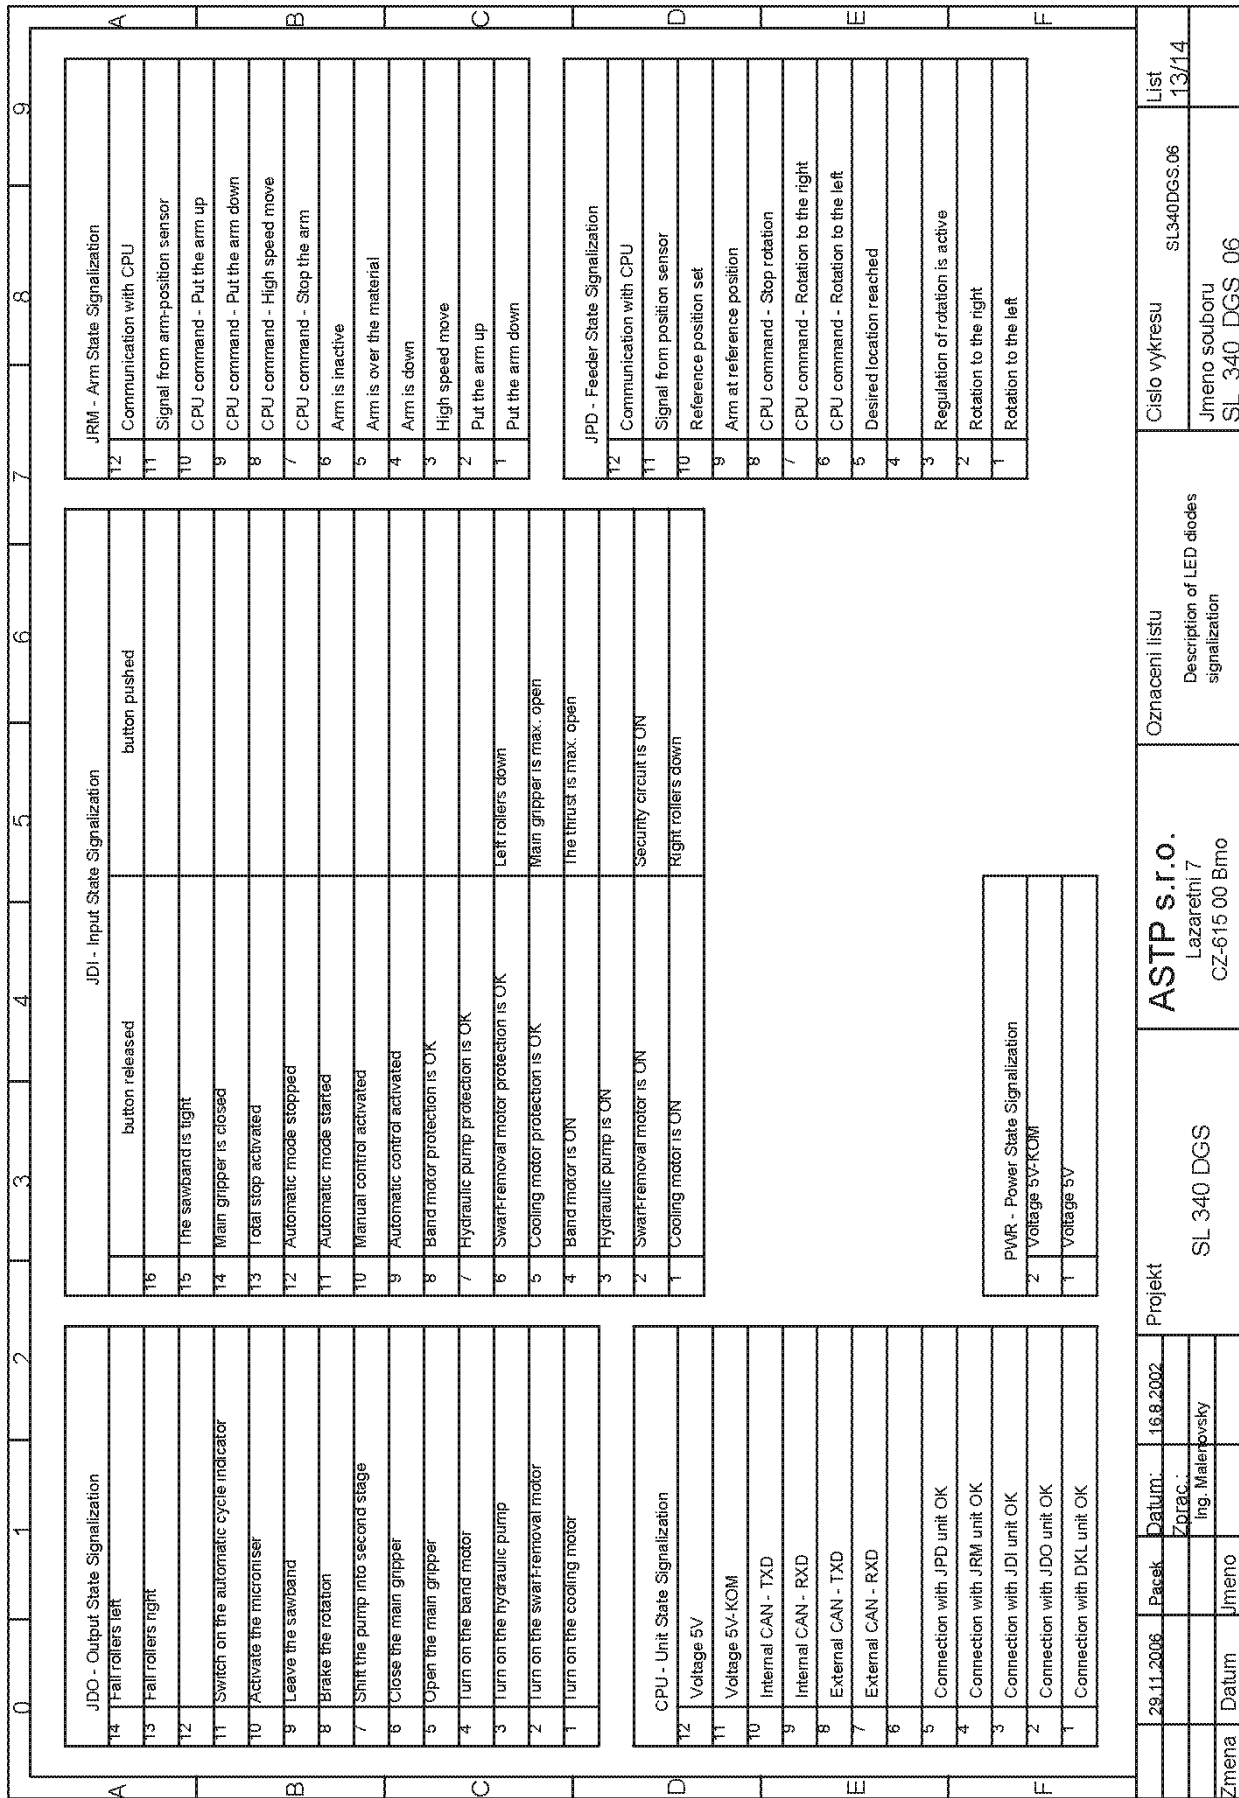 0 1 2 3 4 5 6 7 8 9
A
B
C
D
E
F
JDO - Output State Signalization
14 Fall rollers left
13 Fall rollers right
12
11 Switch on the automatic cycle indicator
10 Activate the microniser
9 Leave the sawband
8 Brake the rotation
7 Shift the pump into second stage
6 Close the main gripper
5 Open the main gripper
4 Turn on the band motor
3 Turn on the hydraulic pump
2 Turn on the swarf-removal motor
1 Turn on the cooling motor
CPU - Unit State Signalization
12 Voltage 5V
11 Voltage 5V-KOM
10 Internal CAN - TXD
9 Internal CAN - RXD
8 External CAN - TXD
7 External CAN - RXD
6
5 Connection with JPD unit OK
4 Connection with JRM unit OK
3 Connection with JDI unit OK
2 Connection with JDO unit OK
1 Connection with DKL unit OK
JDI - Input State Signalization
button released button pushed
16
15 The sawband is tight
14 Main gripper is closed
13 Total stop activated
12 Automatic mode stopped
11 Automatic mode started
10 Manual control activated
9 Automatic control activated
8 Band motor protection is OK
7 Hydraulic pump protection is OK
6 Swarf-removal motor protection is OK Left rollers down
5 Cooling motor protection is OK Main gripper is max. open
4 Band motor is ON The thrust is max. open
3 Hydraulic pump is ON
2 Swarf-removal motor is ON Security circuit is ON
1 Cooling motor is ON Right rollers down
PWR - Power State Signalization
2 Voltage 5V-KOM
1 Voltage 5V
JRM - Arm State Signalization
12 Communication with CPU
11 Signal from arm-position sensor
10 CPU command - Put the arm up
9 CPU command - Put the arm down
8 CPU command - High speed move
7 CPU command - Stop the arm
6 Arm is inactive
5 Arm is over the material
4 Arm is down
3 High speed move
2 Put the arm up
1 Put the arm down
JPD - Feeder State Signalization
12 Communication with CPU
11 Signal from position sensor
10 Reference position set
9 Arm at reference position
8 CPU command - Stop rotation
7 CPU command - Rotation to the right
6 CPU command - Rotation to the left
5 Desired location reached
4
3 Regulation of rotation is active
2 Rotation to the right
1 Rotation to the left
A
B
C
D
E
F
29.11.2006 Pacek Datum: 16.8.2002
Zprac.:
Ing. Malenovsky
Zmena Datum Jmeno
Projekt
SL 340 DGS
ASTP s.r.o.
Lazaretni 7
CZ-615 00 Brno
Oznaceni listu
Description of LED diodes
signalization
Cislo vykresu
SL340DGS.06
Jmeno souboru
SL_340_DGS_06
List
13/14